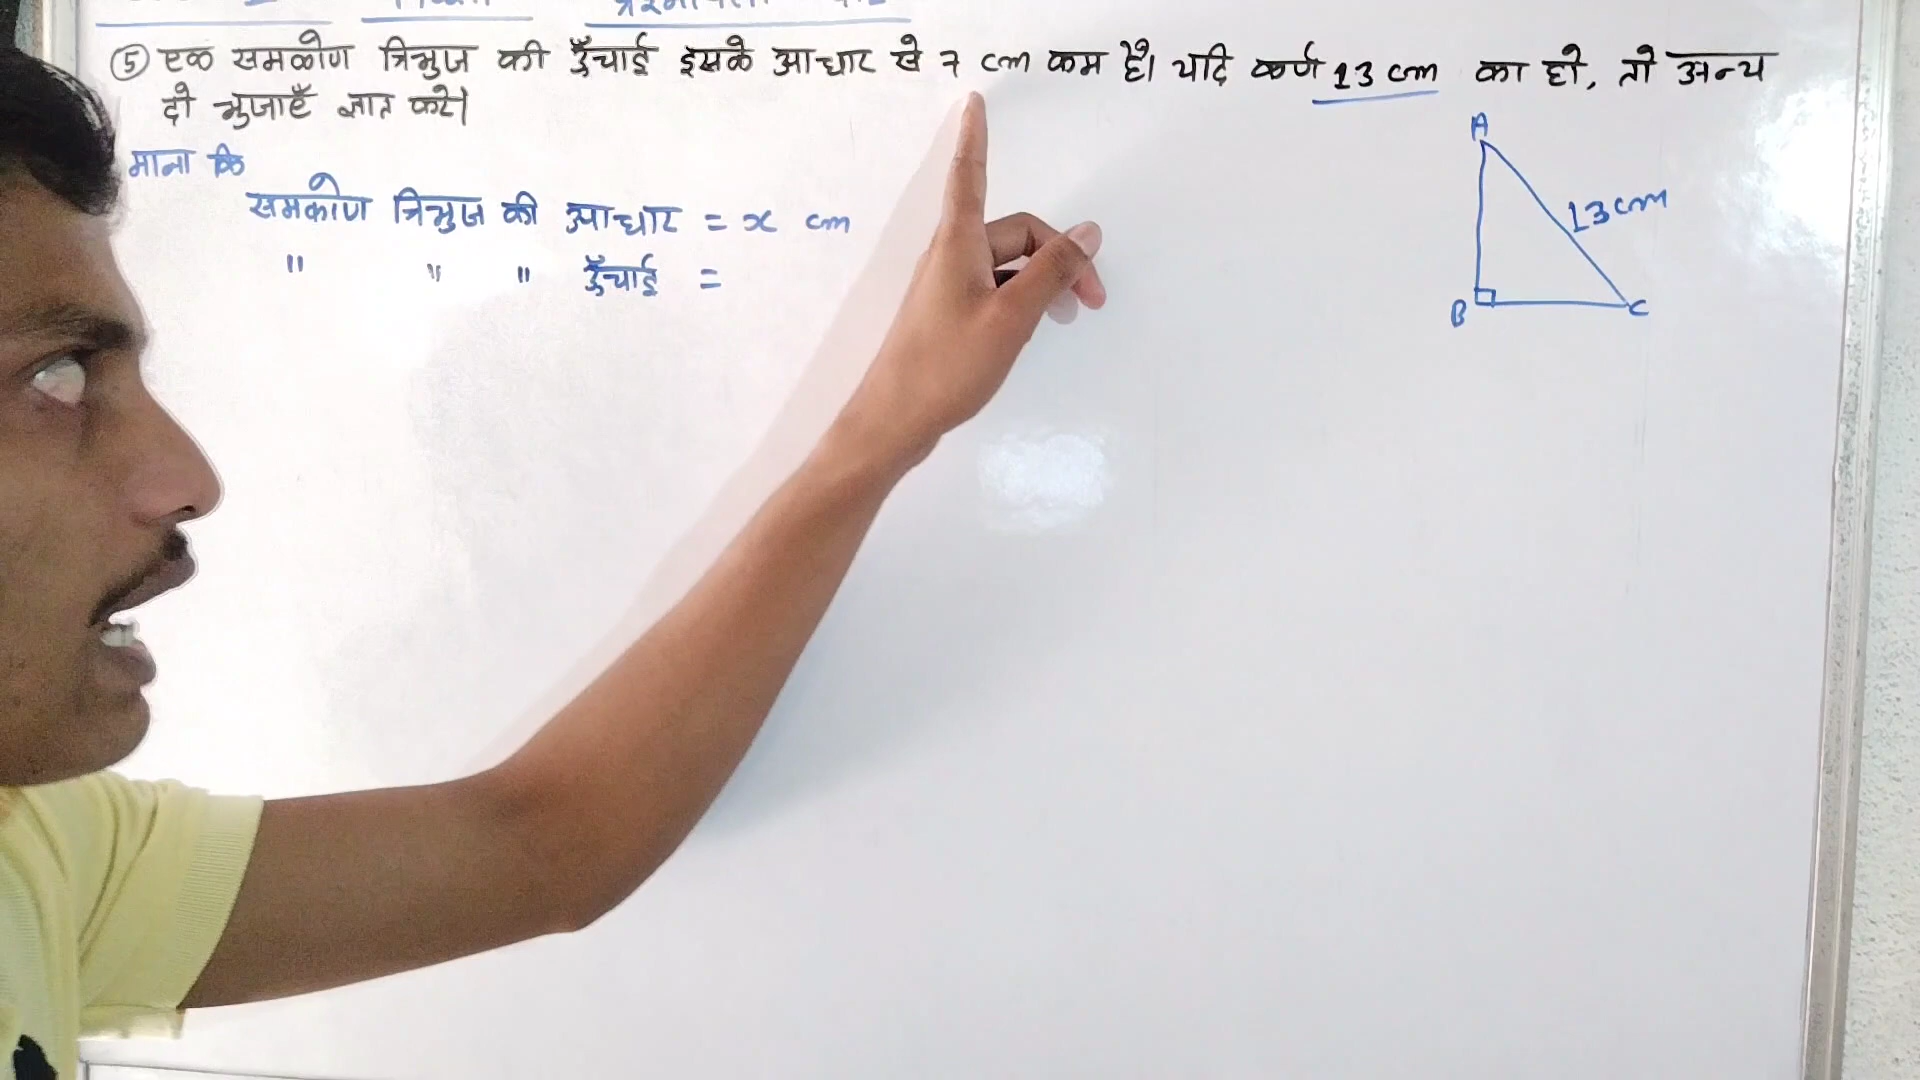 ⑤ एक समकोण त्रिभुज की ऊँचाई इसके आधार से 7 cm कम है। यदि कर्ण 13 cm का हो, तो अन्य
दो भुजाएँ ज्ञात करें।
माना कि
समकोण त्रिभुज की आधार = x cm
" " " ऊँचाई =
A
13 cm
B C